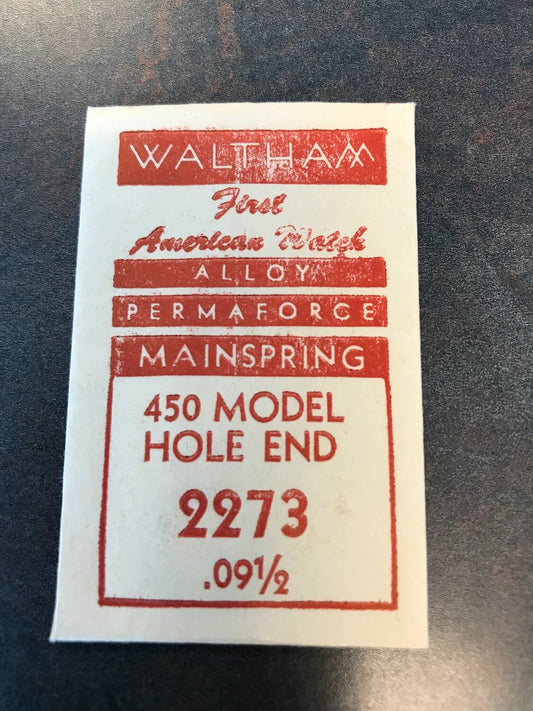 WALTHAM
First
American Watch
ALLOY
PERMAFORCE
MAINSPRING
450 MODEL
HOLE END
2273
.09½